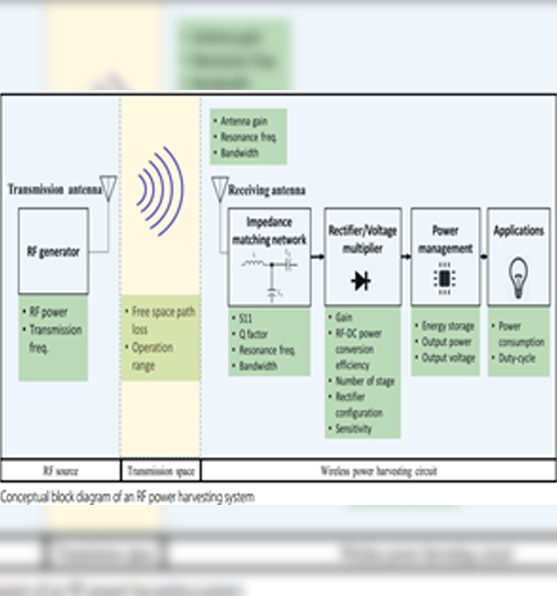 • Antenna gain
• Resonance freq.
• Bandwidth
Transmission antenna
Receiving antenna
RF generator
Impedance
matching network
Rectifier/Voltage
multiplier
Power
management
Applications
• RF power
• Transmission
freq.
• Free space path
loss
• Operation
range
• S11
• Q factor
• Resonance freq.
• Bandwidth
• Gain
• RF-DC power
conversion
efficiency
• Number of stage
• Rectifier
configuration
• Sensitivity
• Energy storage
• Output power
• Output voltage
• Power
consumption
• Duty-cycle
RF source
Transmission space
Wireless power harvesting circuit
Conceptual block diagram of an RF power harvesting system